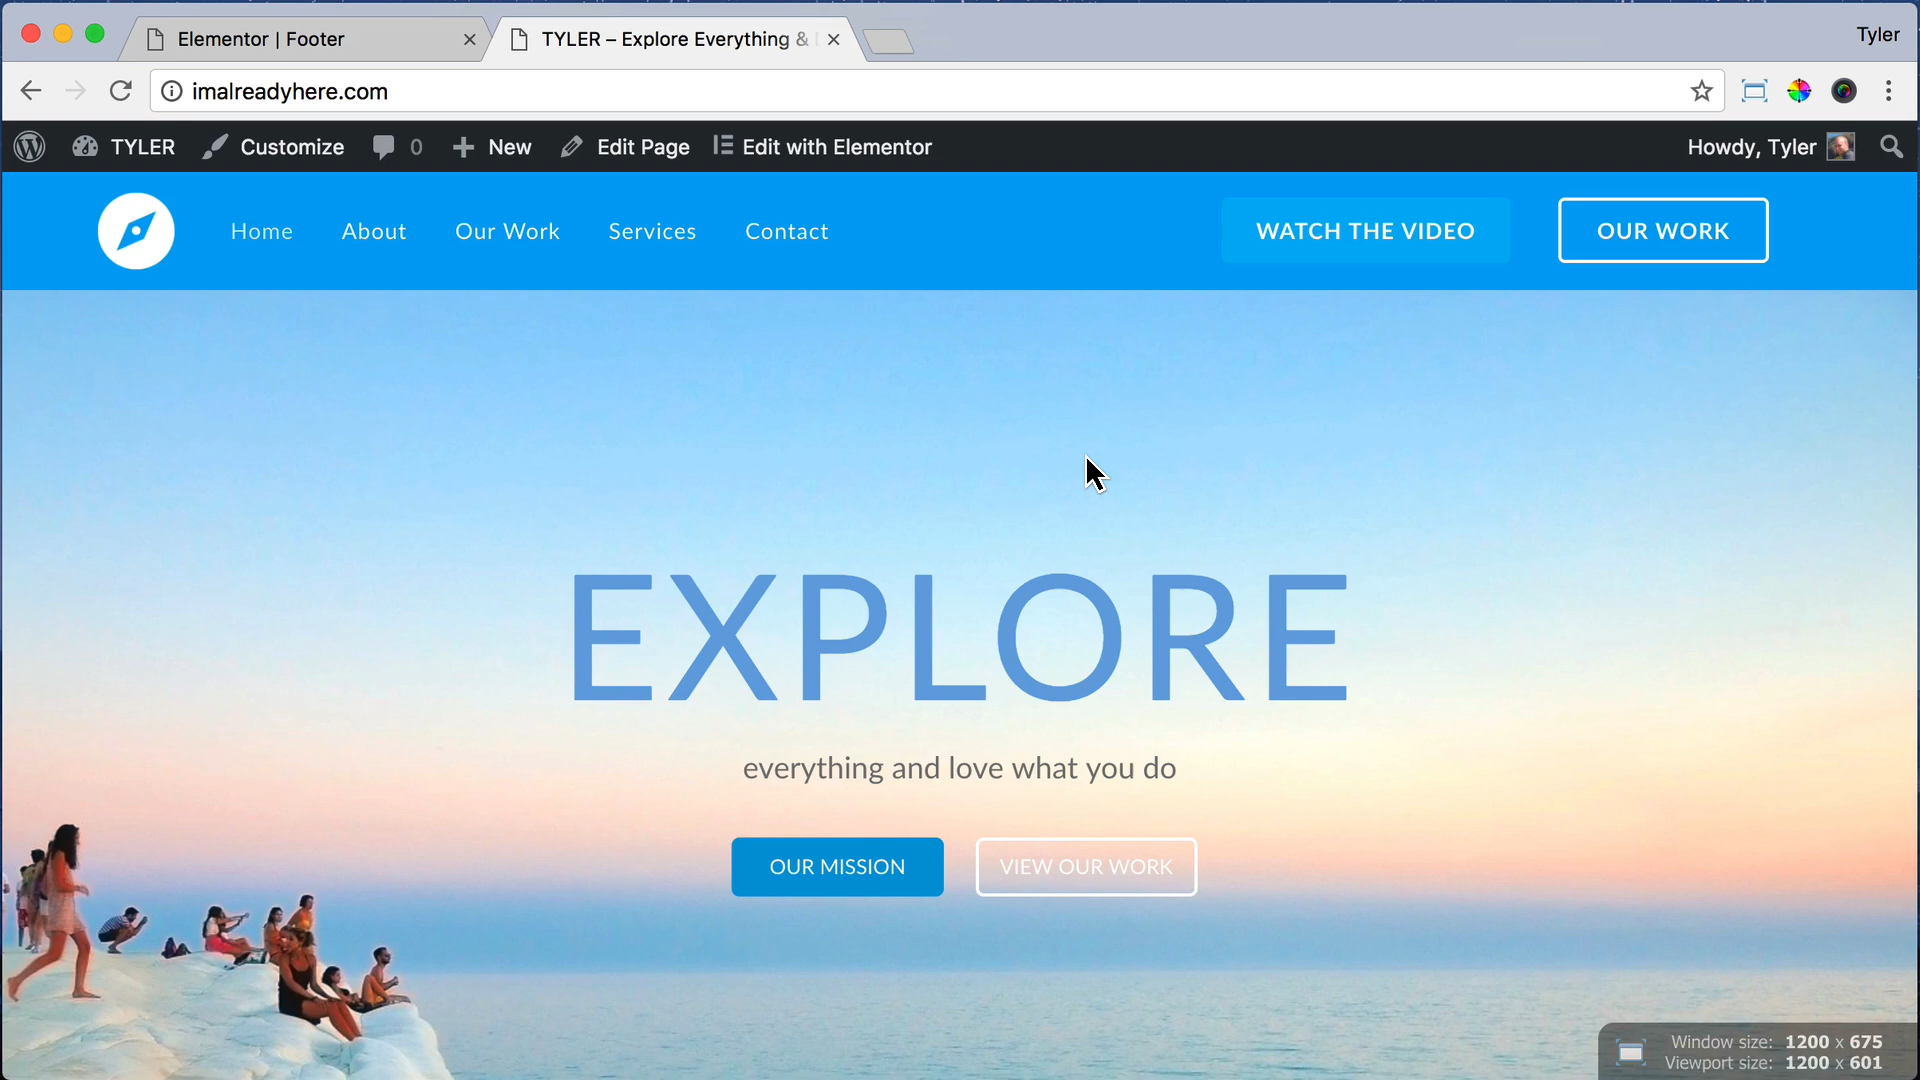 Elementor | Footer
TYLER – Explore Everything &
Tyler
imalreadyhere.com
TYLER
Customize
0
New
Edit Page
Edit with Elementor
Howdy, Tyler
Home
About
Our Work
Services
Contact
WATCH THE VIDEO
OUR WORK
EXPLORE
everything and love what you do
OUR MISSION
VIEW OUR WORK
Window size: 1200 x 675
Viewport size: 1200 x 601